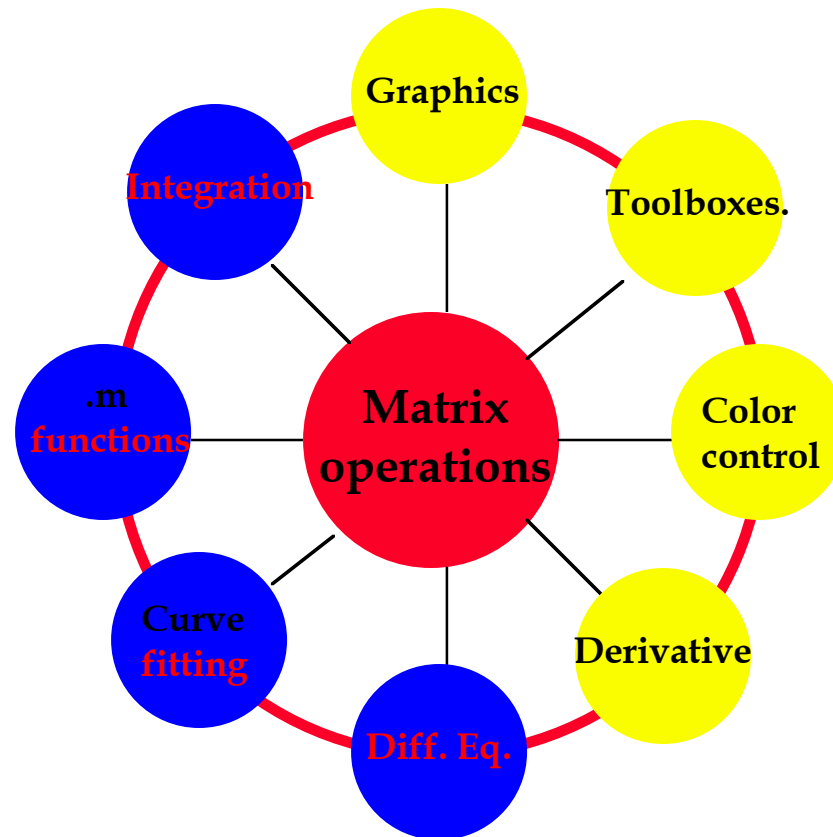 Graphics
Integration
Toolboxes.
.m
functions
Matrix
operations
Color
control
Curve
fitting
Derivative
Diff. Eq.